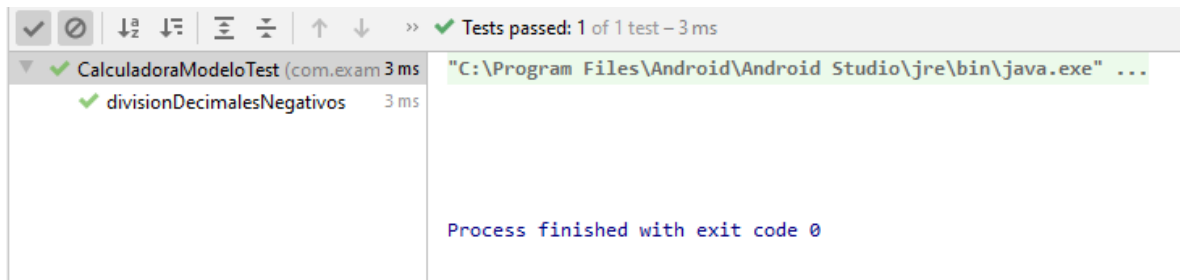 » Tests passed: 1 of 1 test – 3 ms
CalculadoraModeloTest (com.exam 3 ms
divisionDecimalesNegativos 3 ms
"C:\Program Files\Android\Android Studio\jre\bin\java.exe" ...
Process finished with exit code 0